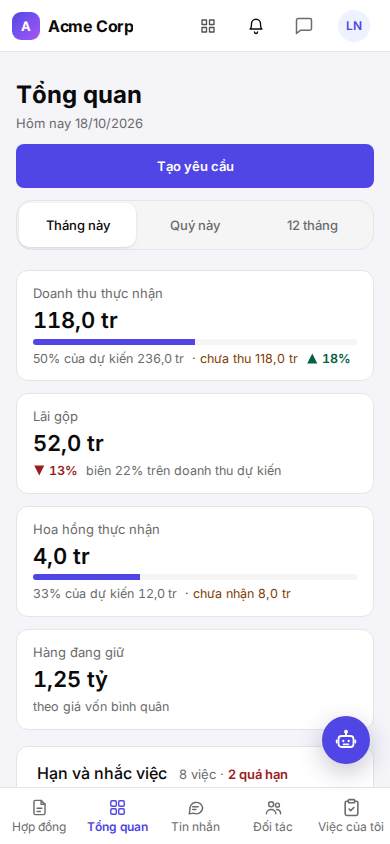 A Acme Corp LN
Tổng quan
Hôm nay 18/10/2026
Tạo yêu cầu
Tháng này Quý này 12 tháng
Doanh thu thực nhận
118,0 tr
50% của dự kiến 236,0 tr · chưa thu 118,0 tr ▲ 18%
Lãi gộp
52,0 tr
▼ 13% biên 22% trên doanh thu dự kiến
Hoa hồng thực nhận
4,0 tr
33% của dự kiến 12,0 tr · chưa nhận 8,0 tr
Hàng đang giữ
1,25 tỷ
theo giá vốn bình quân
Hạn và nhắc việc 8 việc · 2 quá hạn
Hợp đồng Tổng quan Tin nhắn Đối tác Việc của tôi